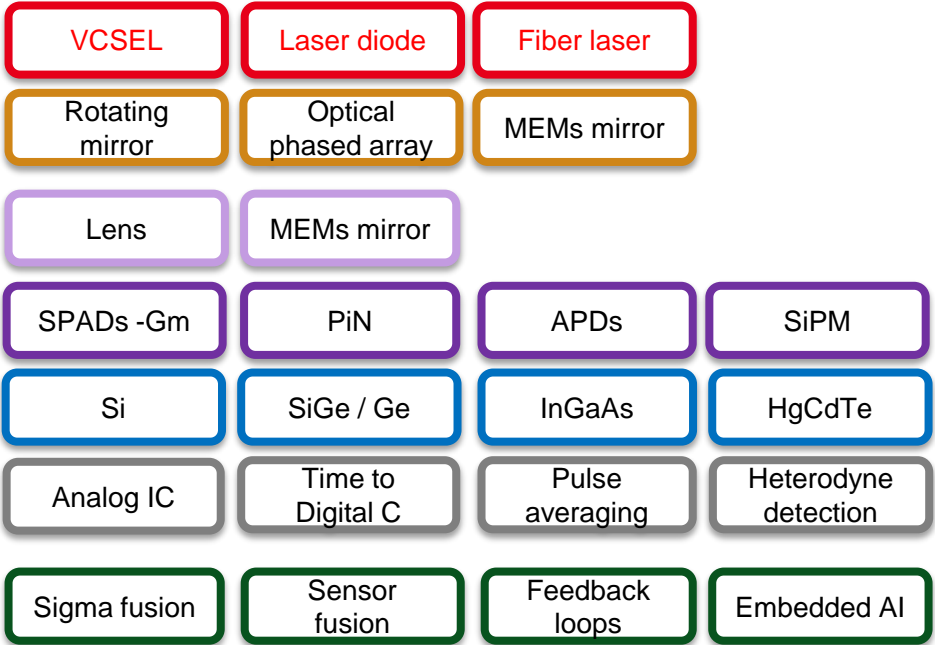 VCSEL
Laser diode
Fiber laser
Rotating
mirror
Optical
phased array
MEMs mirror
Lens
MEMs mirror
SPADs -Gm
PiN
APDs
SiPM
Si
SiGe / Ge
InGaAs
HgCdTe
Analog IC
Time to
Digital C
Pulse
averaging
Heterodyne
detection
Sigma fusion
Sensor
fusion
Feedback
loops
Embedded AI